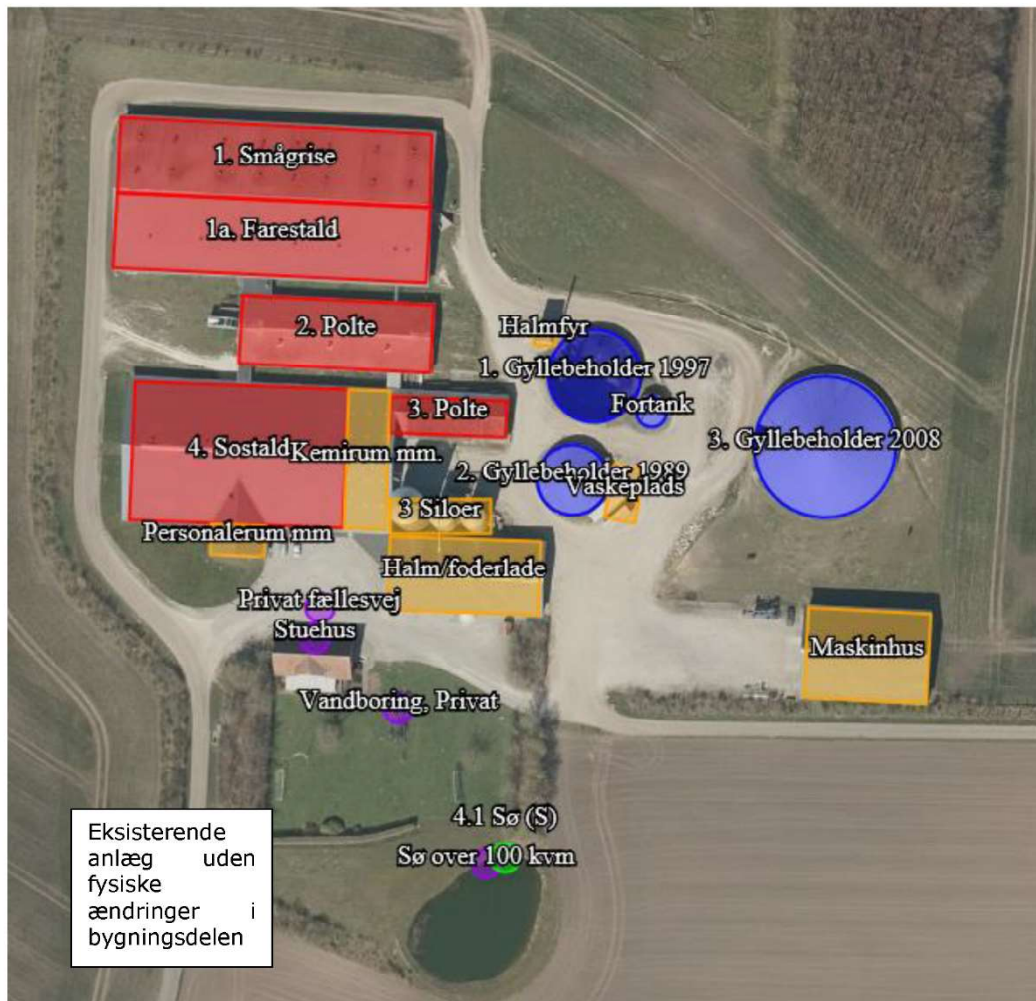 1. Smågrise
1a. Farestald
2. Polte
Halmfyr
1. Gyllebeholder 1997
3. Polte
Fortank
4. Sostald
Kemirum mm.
3. Gyllebeholder 2008
2. Gyllebeholder 1989
Vaskeplads
3 Siloer
Personalerum mm
Halm/foderlade
Privat fællesvej
Stuehus
Maskinhus
Vandboring, Privat
4.1 Sø (S)
Sø over 100 kvm
Eksisterende
anlæg uden
fysiske
ændringer i
bygningsdelen